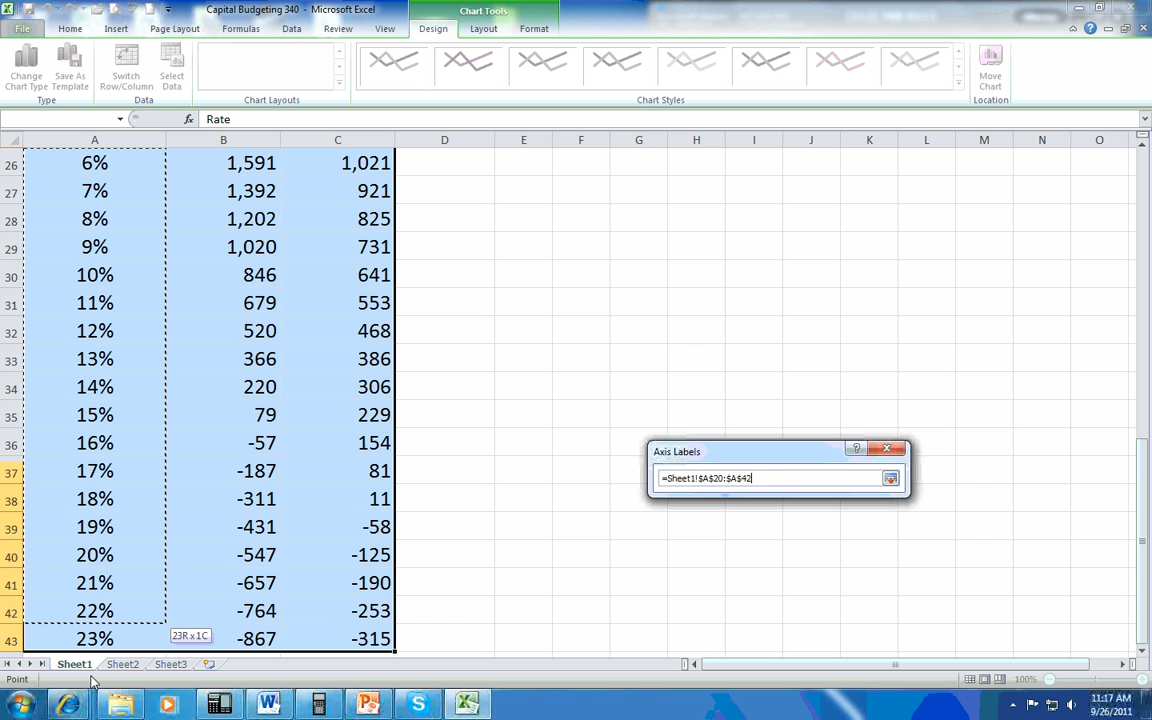 Capital Budgeting 340 - Microsoft Excel
Chart Tools
File Home Insert Page Layout Formulas Data Review View Design Layout Format
Change Chart Type
Save As Template
Switch Row/Column
Select Data
Move Chart
Type Data Chart Layouts Chart Styles Location
fx Rate
A B C D E F G H I J K L M N O
26 6% 1,591 1,021
27 7% 1,392 921
28 8% 1,202 825
29 9% 1,020 731
30 10% 846 641
31 11% 679 553
32 12% 520 468
33 13% 366 386
34 14% 220 306
35 15% 79 229
36 16% -57 154
37 17% -187 81
38 18% -311 11
39 19% -431 -58
40 20% -547 -125
41 21% -657 -190
42 22% -764 -253
43 23% -867 -315
23R x 1C
Axis Labels
=Sheet1!$A$20:$A$42
Sheet1 Sheet2 Sheet3
Point
100%
11:17 AM
9/26/2011